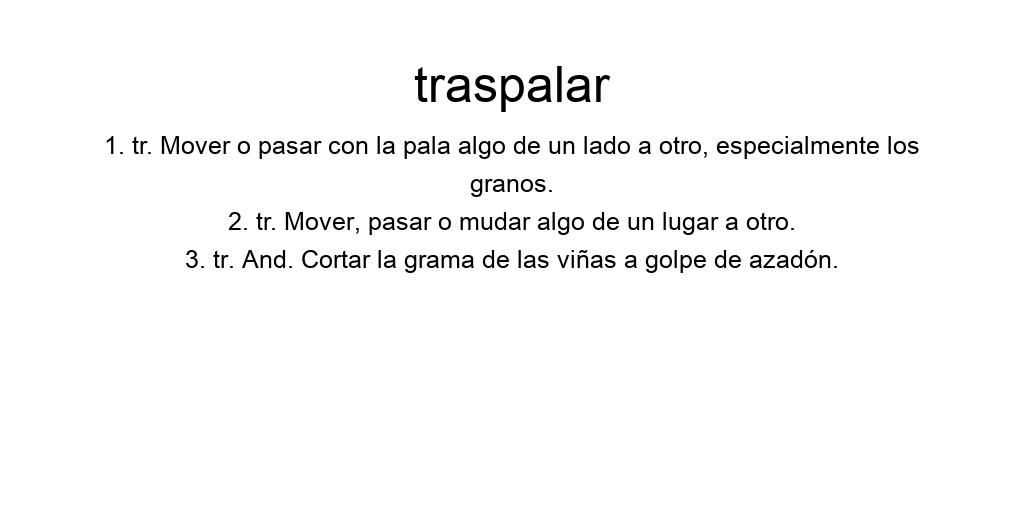 traspalar
1. tr. Mover o pasar con la pala algo de un lado a otro, especialmente los
granos.
2. tr. Mover, pasar o mudar algo de un lugar a otro.
3. tr. And. Cortar la grama de las viñas a golpe de azadón.